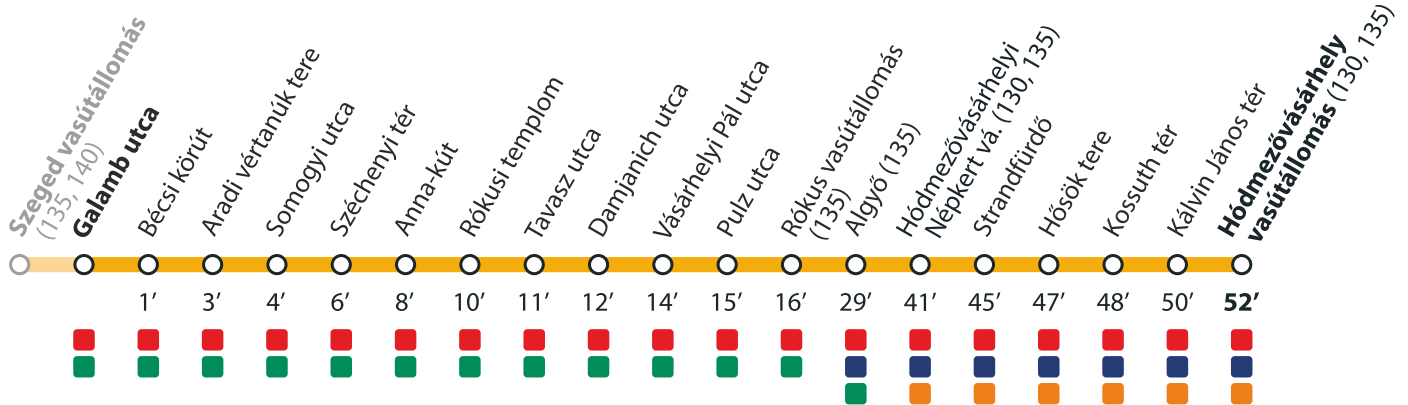 Szeged vasútállomás
(135, 140)
Galamb utca
Bécsi körút
Aradi vértanúk tere
Somogyi utca
Széchenyi tér
Anna-kút
Rókusi templom
Tavasz utca
Damjanich utca
Vásárhelyi Pál utca
Pulz utca
Rókus vasútállomás
(135)
Algyő (135)
Hódmezővásárhelyi
Népkert vá. (130, 135)
Strandfürdő
Hősök tere
Kossuth tér
Kálvin János tér
Hódmezővásárhely
vasútállomás (130, 135)
1’ 3’ 4’ 6’ 8’ 10’ 11’ 12’ 14’ 15’ 16’ 29’ 41’ 45’ 47’ 48’ 50’ 52’